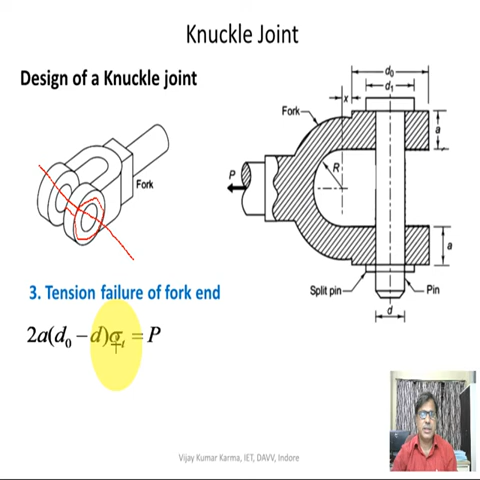 Knuckle Joint
Design of a Knuckle joint
Fork
3. Tension failure of fork end
2a(d₀ − d)σₜ = P
d₀
d₁
x
Fork
a
R
P
a
Split pin
Pin
d
Vijay Kumar Karma, IET, DAVV, Indore